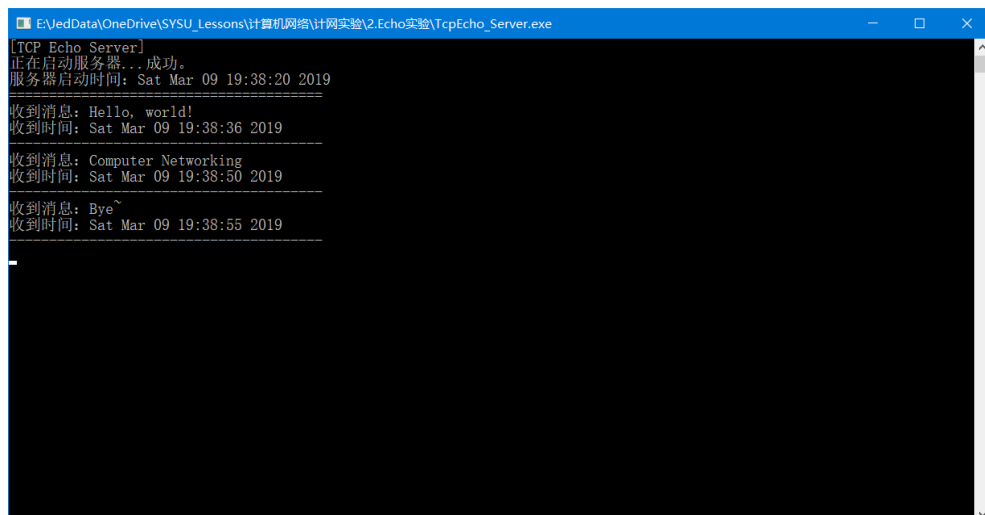 E:\JedData\OneDrive\SYSU_Lessons\计算机网络\计网实验\2.Echo实验\TcpEcho_Server.exe
[TCP Echo Server]
正在启动服务器...成功。
服务器启动时间: Sat Mar 09 19:38:20 2019
=======================================
收到消息: Hello, world!
收到时间: Sat Mar 09 19:38:36 2019
---------------------------------------
收到消息: Computer Networking
收到时间: Sat Mar 09 19:38:50 2019
---------------------------------------
收到消息: Bye~
收到时间: Sat Mar 09 19:38:55 2019
---------------------------------------